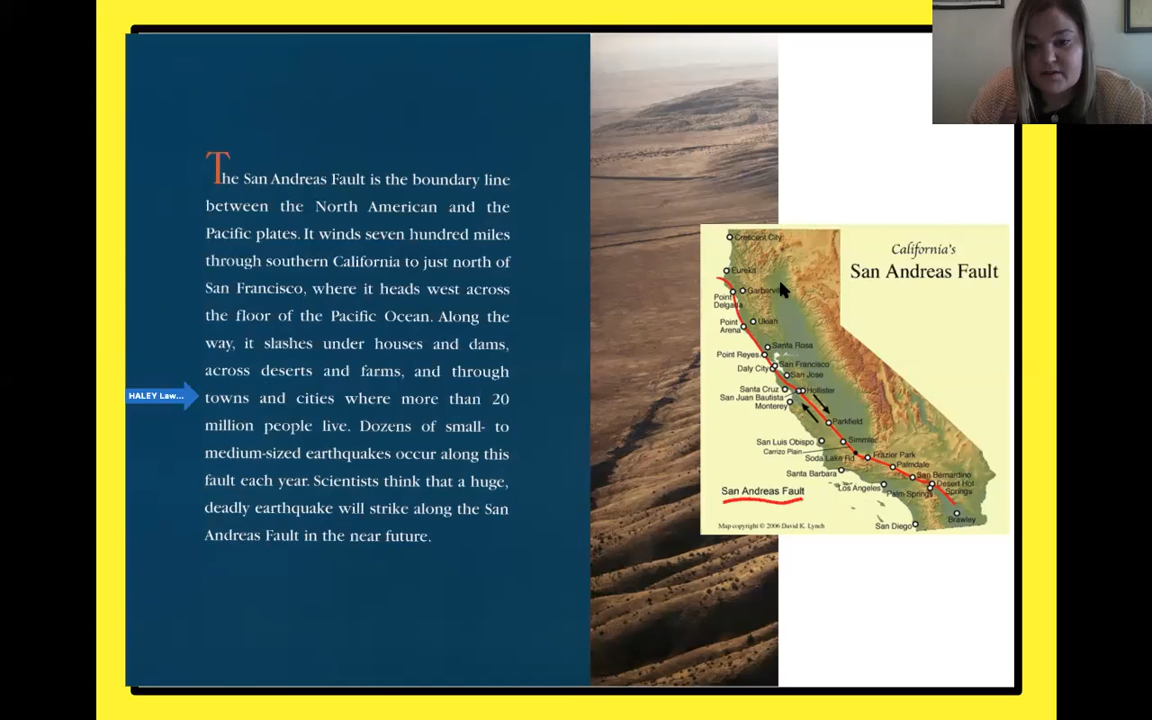 The San Andreas Fault is the boundary line
between the North American and the
Pacific plates. It winds seven hundred miles
through southern California to just north of
San Francisco, where it heads west across
the floor of the Pacific Ocean. Along the
way, it slashes under houses and dams,
across deserts and farms, and through
towns and cities where more than 20
million people live. Dozens of small- to
medium-sized earthquakes occur along this
fault each year. Scientists think that a huge,
deadly earthquake will strike along the San
Andreas Fault in the near future.
HALEY Law...
California's
San Andreas Fault
Crescent City
Eureka
Point
Delgada
Point
Arena
Ukiah
Santa Rosa
Point Reyes
San Francisco
Daly City
San Jose
Santa Cruz
Hollister
San Juan Bautista
Monterey
Parkfield
San Luis Obispo
Simmler
Carrizo Plain
Soda Lake Rd
Frazier Park
Palmdale
Santa Barbara
San Bernardino
Los Angeles
Desert Hot
Springs
Palm Springs
San Andreas Fault
Brawley
San Diego
Map copyright © 2006 David K. Lynch